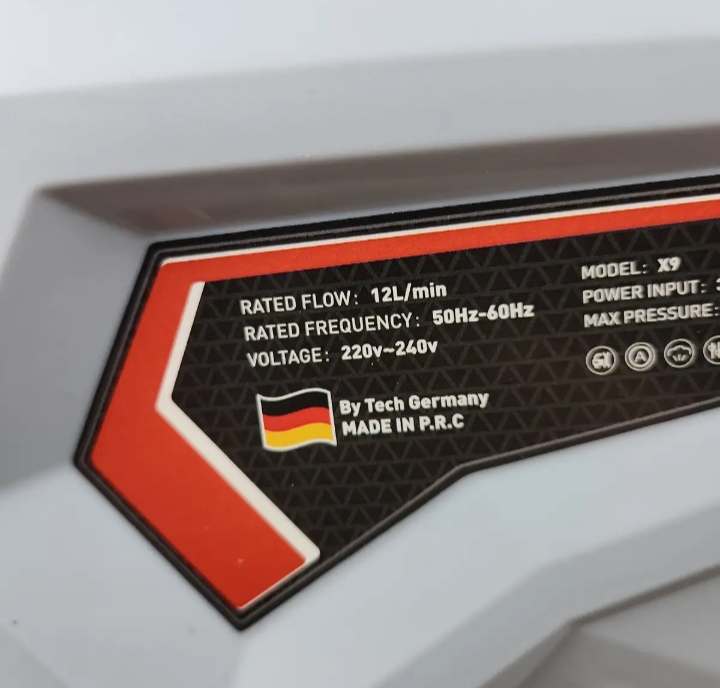 RATED FLOW: 12L/min
RATED FREQUENCY: 50Hz-60Hz
VOLTAGE: 220v~240v
By Tech Germany
MADE IN P.R.C
MODEL: X9
POWER INPUT:
MAX PRESSURE: